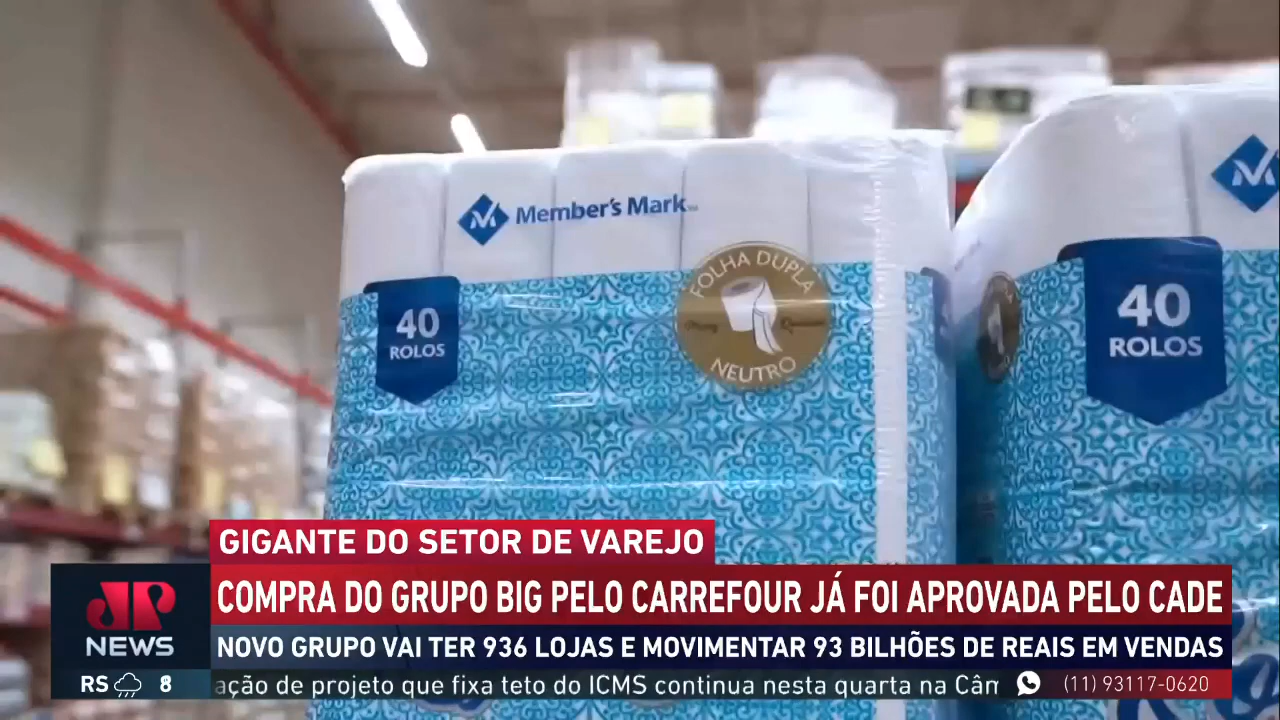 Member's Mark
40
ROLOS
FOLHA DUPLA
NEUTRO
40
ROLOS
GIGANTE DO SETOR DE VAREJO
COMPRA DO GRUPO BIG PELO CARREFOUR JÁ FOI APROVADA PELO CADE
NOVO GRUPO VAI TER 936 LOJAS E MOVIMENTAR 93 BILHÕES DE REAIS EM VENDAS
JP
NEWS
RS 8
ação de projeto que fixa teto do ICMS continua nesta quarta na Câm
(11) 93117-0620